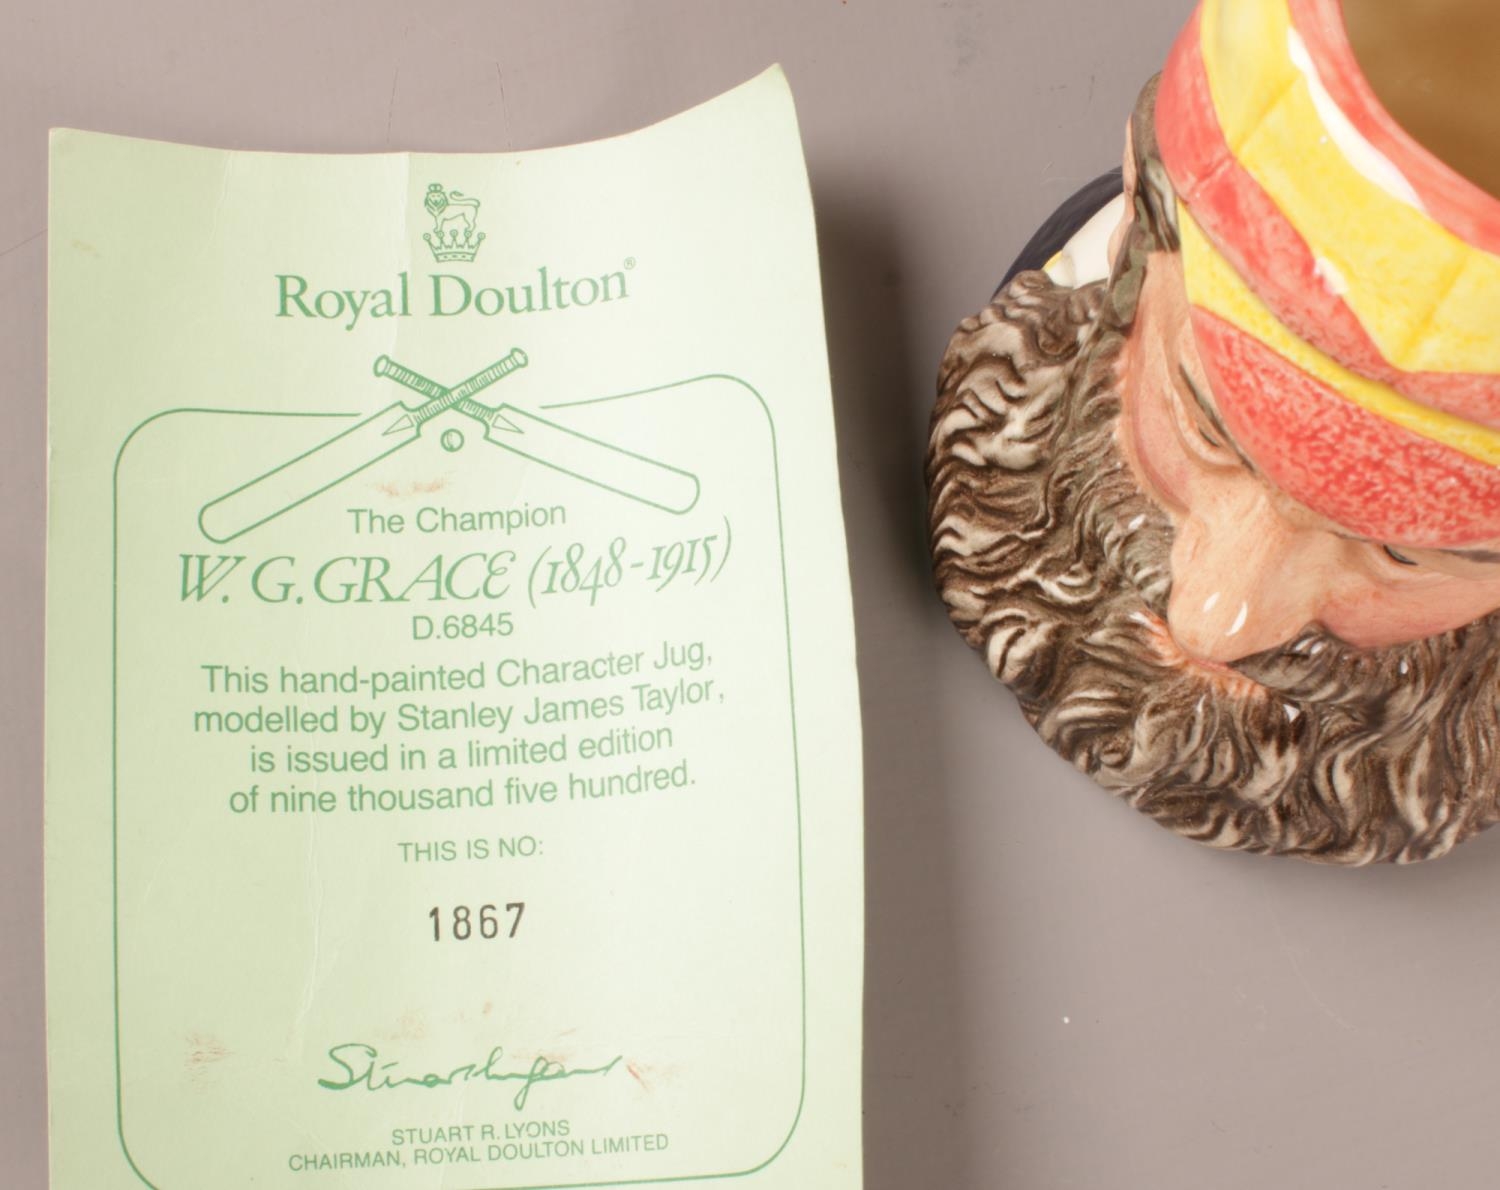 Royal Doulton®
The Champion
W. G. GRACE (1848-1915)
D.6845
This hand-painted Character Jug,
modelled by Stanley James Taylor,
is issued in a limited edition
of nine thousand five hundred.
THIS IS NO:
1867
Stuart Lyons
STUART R. LYONS
CHAIRMAN, ROYAL DOULTON LIMITED